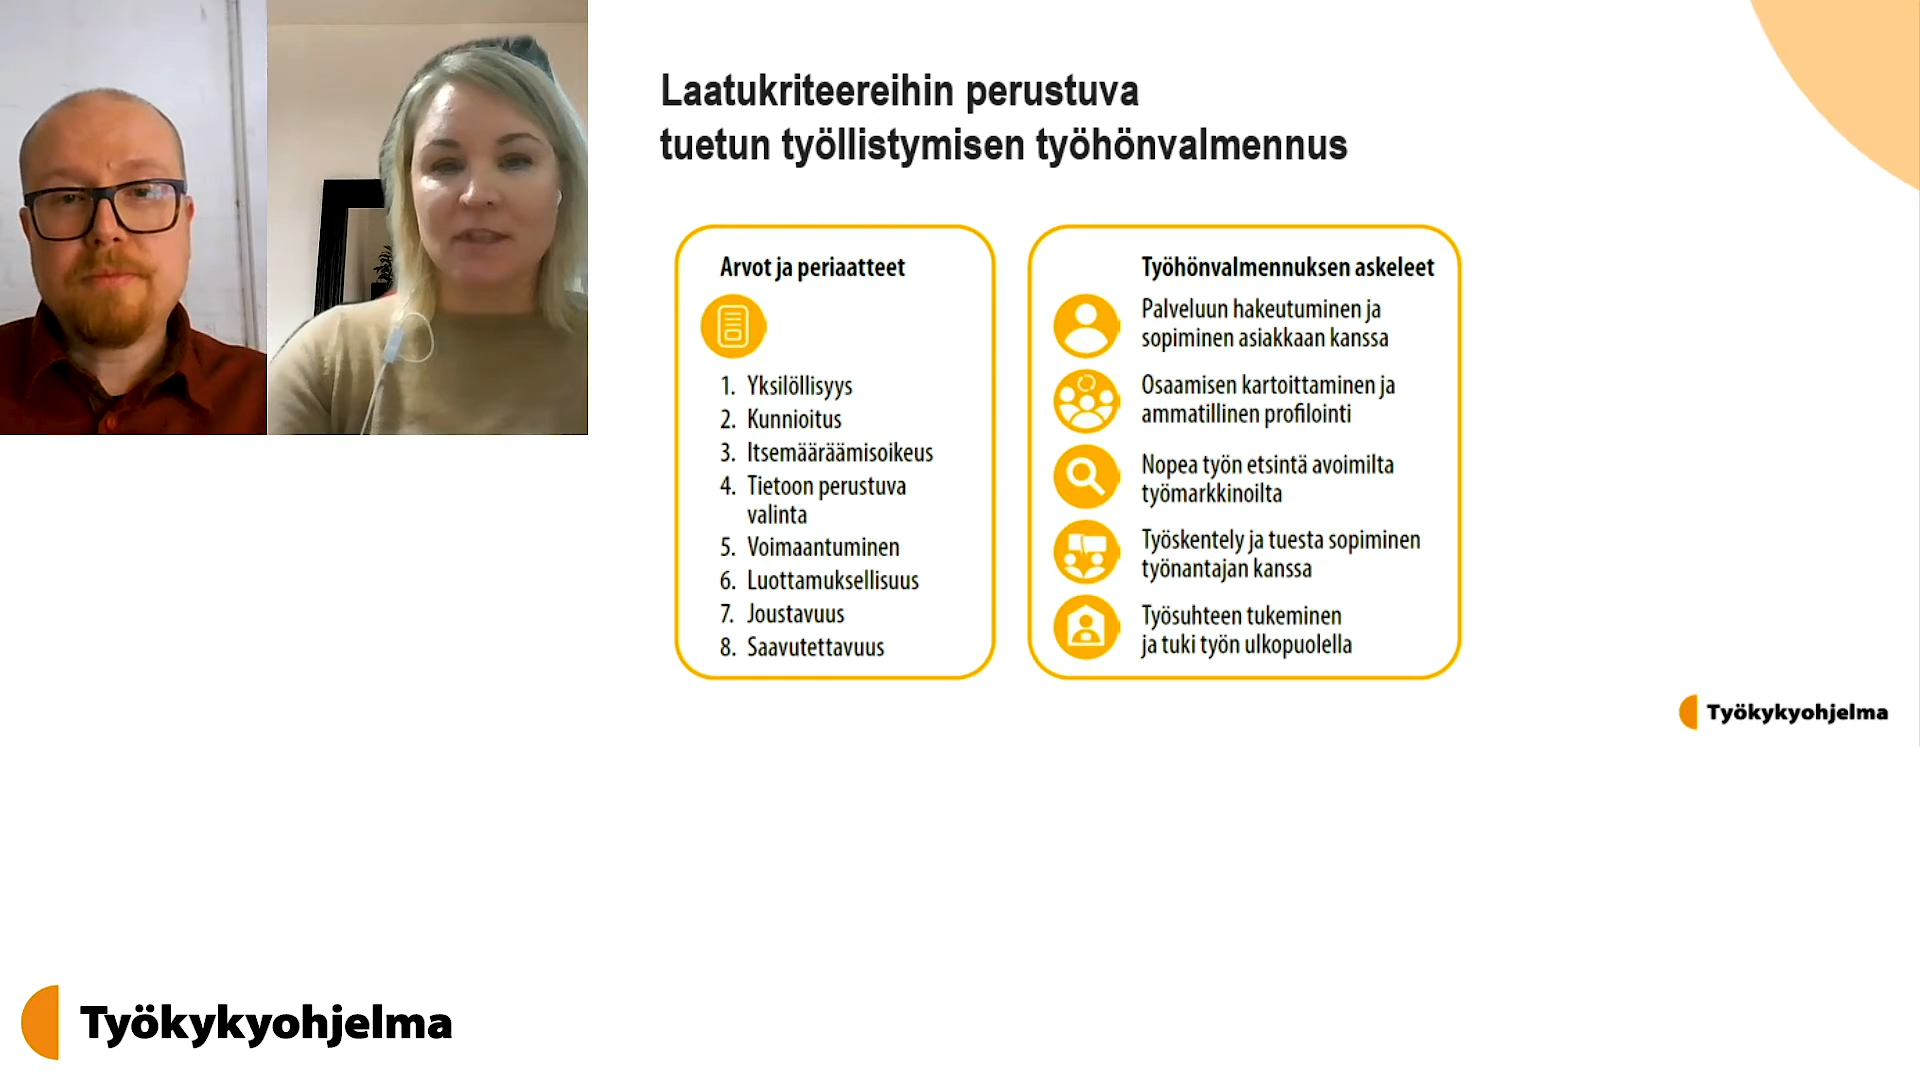 Laatukriteereihin perustuva
tuetun työllistymisen työhönvalmennus
Arvot ja periaatteet
1. Yksilöllisyys
2. Kunnioitus
3. Itsemääräämisoikeus
4. Tietoon perustuva
valinta
5. Voimaantuminen
6. Luottamuksellisuus
7. Joustavuus
8. Saavutettavuus
Työhönvalmennuksen askeleet
Palveluun hakeutuminen ja
sopiminen asiakkaan kanssa
Osaamisen kartoittaminen ja
ammatillinen profilointi
Nopea työn etsintä avoimilta
työmarkkinoilta
Työskentely ja tuesta sopiminen
työnantajan kanssa
Työsuhteen tukeminen
ja tuki työn ulkopuolella
Työkykyohjelma
Työkykyohjelma